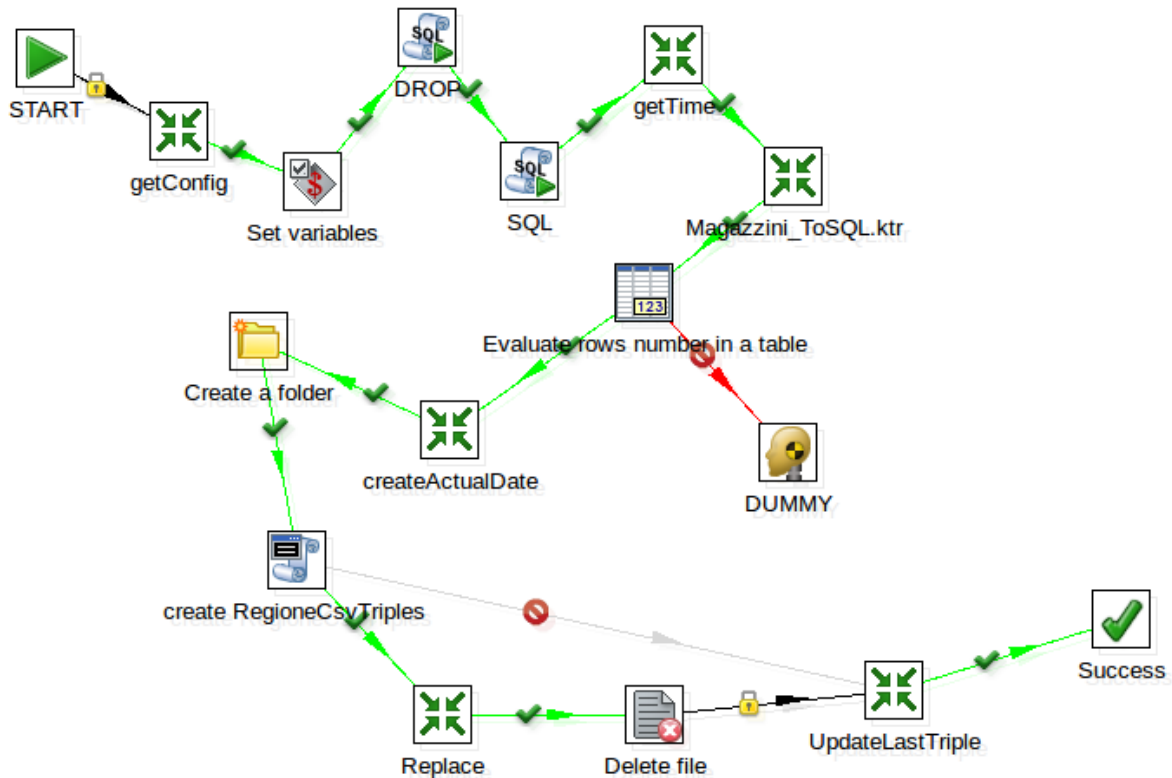 START
getConfig
Set variables
SQL
DROP
SQL
SQL
getTime
Magazzini_ToSQL.ktr
123
Evaluate rows number in a table
Create a folder
createActualDate
DUMMY
create RegioneCsvTriples
Replace
Delete file
UpdateLastTriple
Success